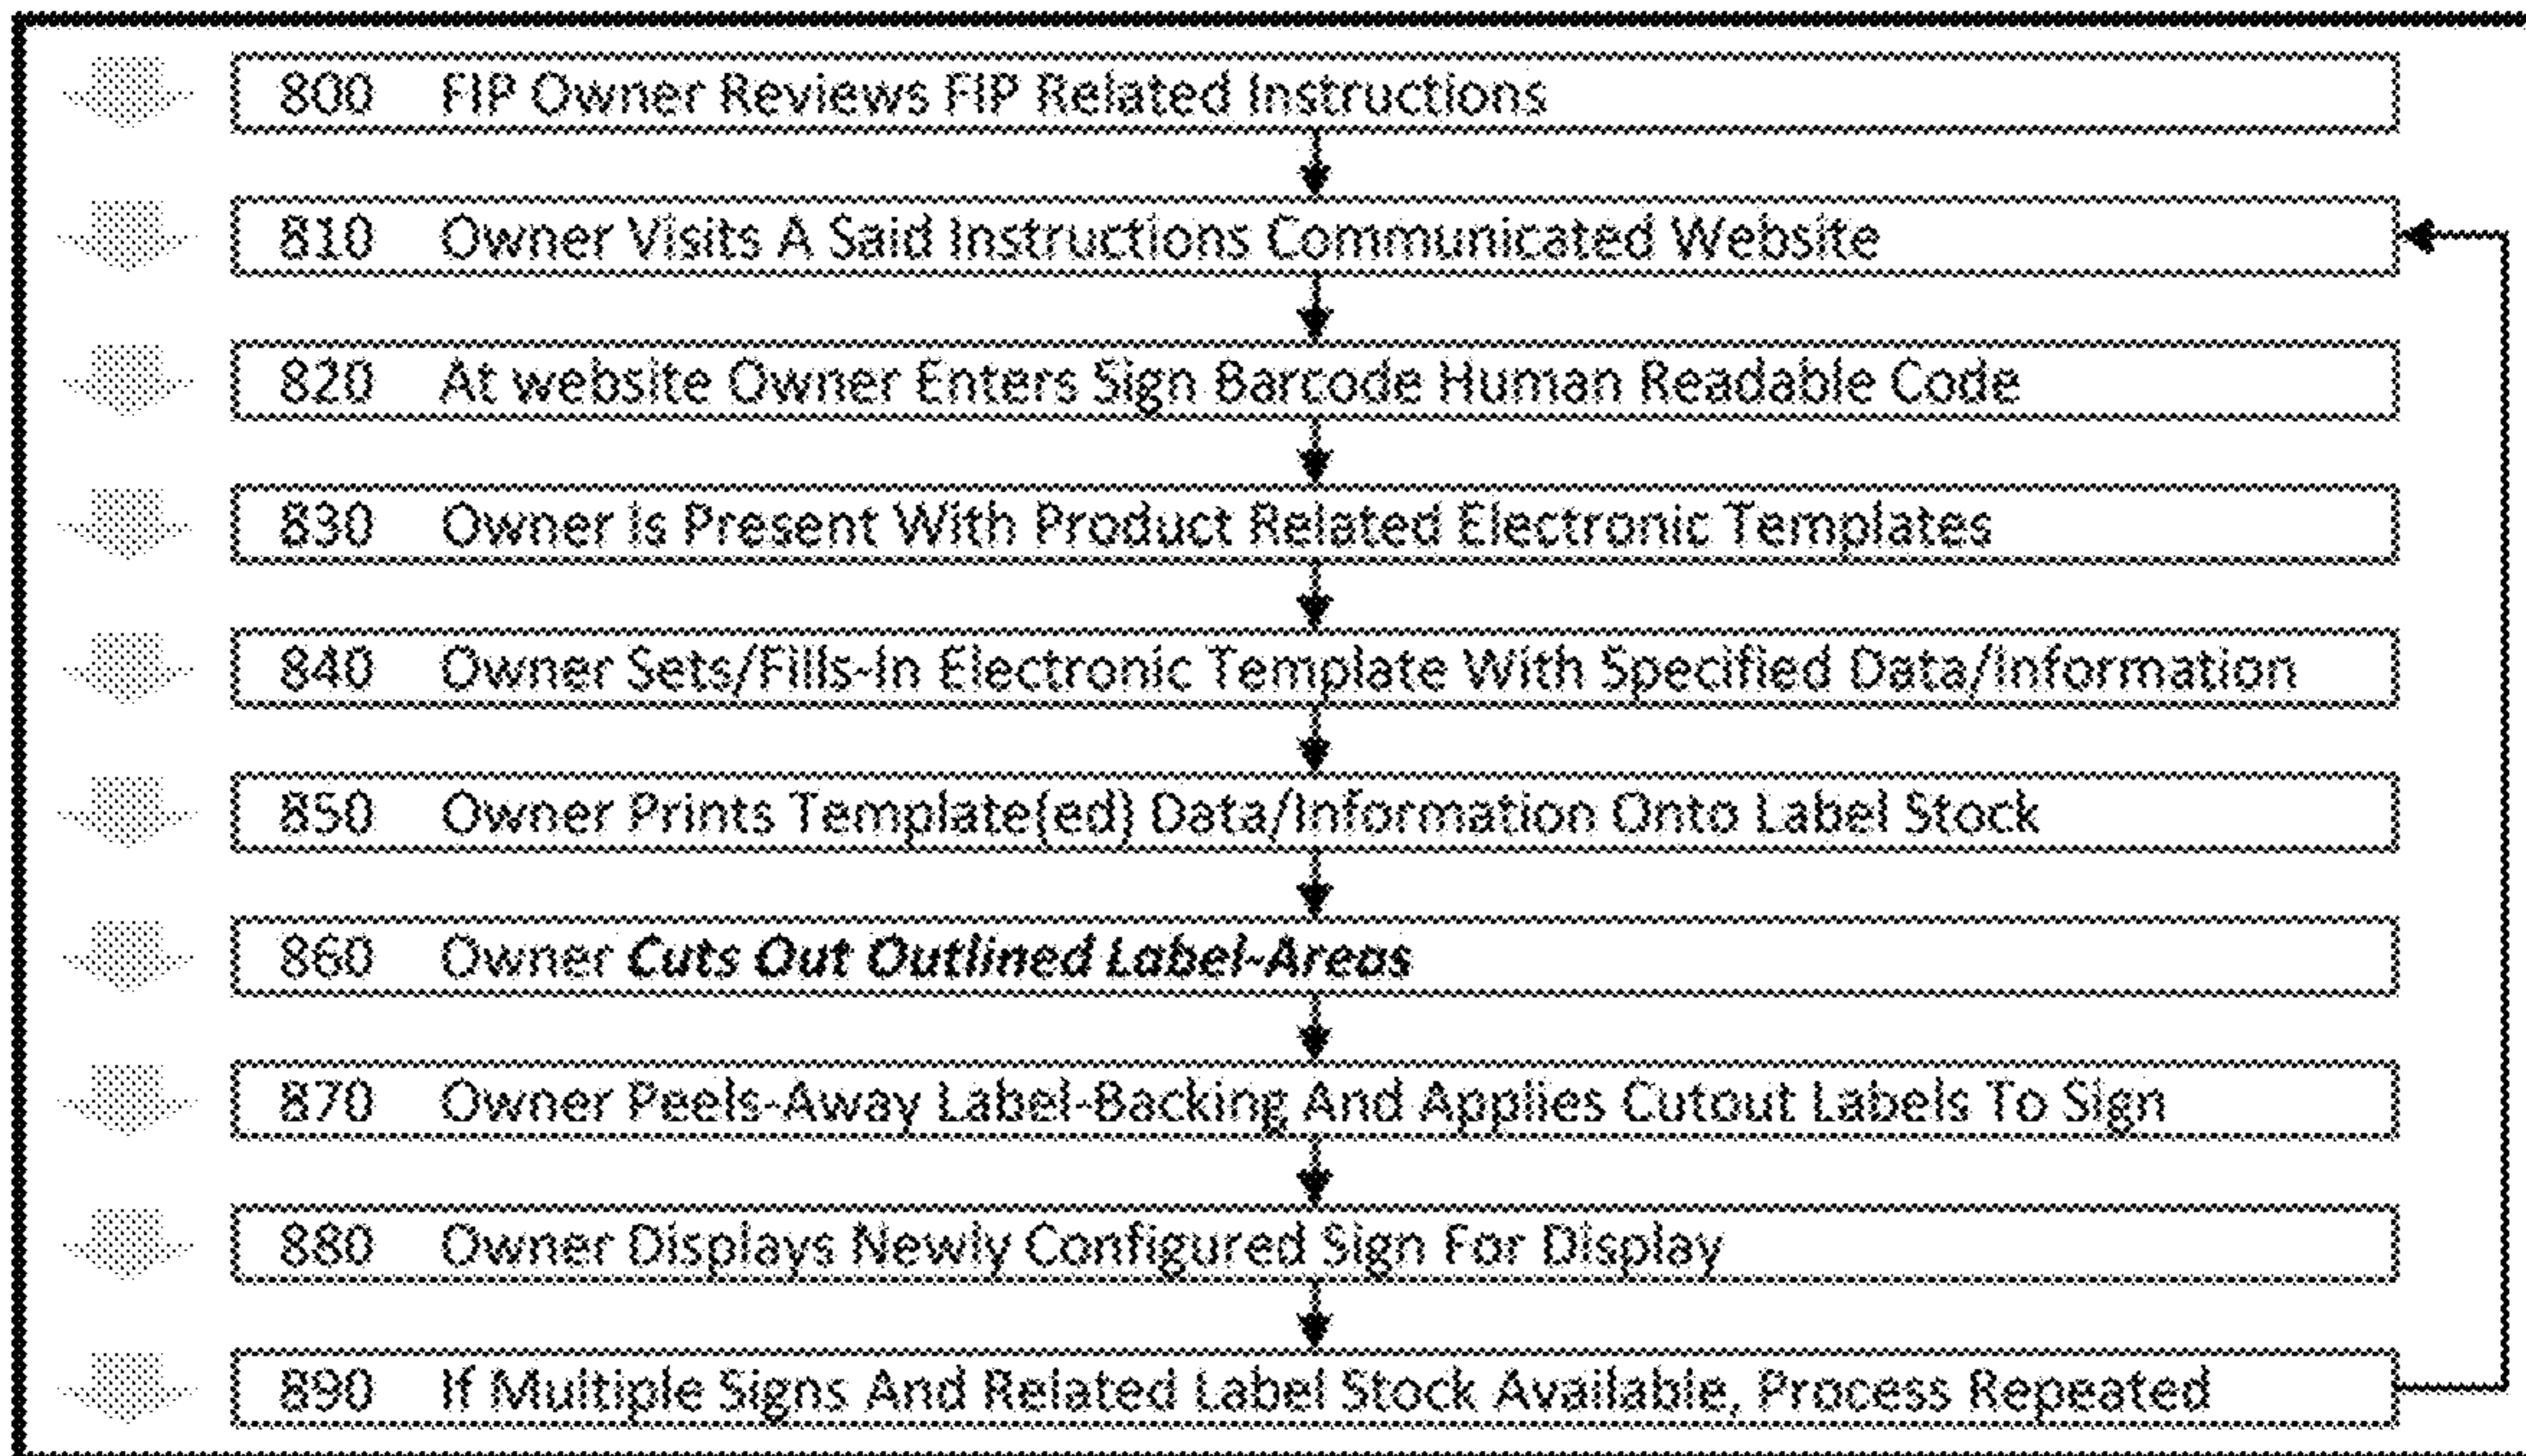 800 FIP Owner Reviews FIP Related Instructions
810 Owner Visits A Said Instructions Communicated Website
820 At website Owner Enters Sign Barcode Human Readable Code
830 Owner Is Present With Product Related Electronic Templates
840 Owner Sets/Fills-In Electronic Template With Specified Data/Information
850 Owner Prints Template(ed) Data/Information Onto Label Stock
860 Owner Cuts Out Outlined Label-Areas
870 Owner Peels-Away Label-Backing And Applies Cutout Labels To Sign
880 Owner Displays Newly Configured Sign For Display
890 If Multiple Signs And Related Label Stock Available, Process Repeated